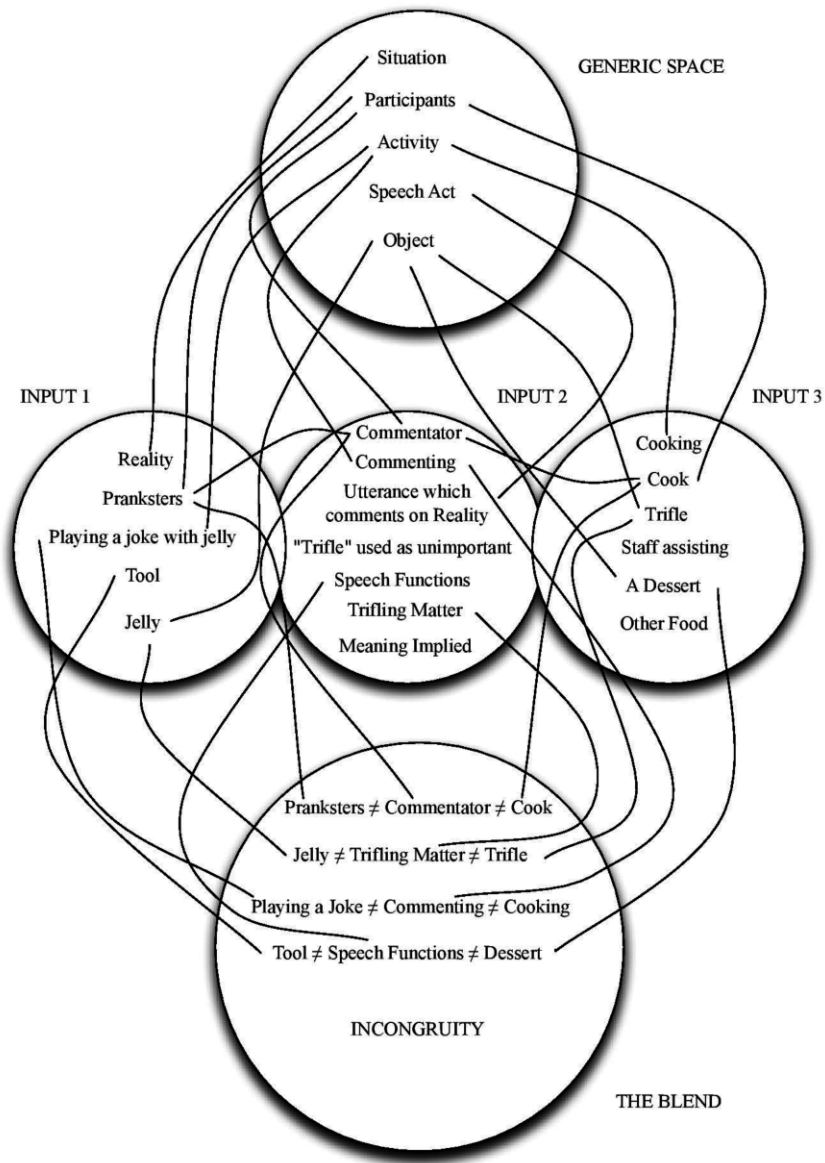 Situation
GENERIC SPACE
Participants
Activity
Speech Act
Object
INPUT 1
INPUT 2
INPUT 3
Reality
Pranksters
Playing a joke with jelly
Tool
Jelly
Commentator
Commenting
Utterance which
comments on Reality
"Trifle" used as unimportant
Speech Functions
Trifling Matter
Meaning Implied
Cooking
Cook
Trifle
Staff assisting
A Dessert
Other Food
Pranksters ≠ Commentator ≠ Cook
Jelly ≠ Trifling Matter ≠ Trifle
Playing a Joke ≠ Commenting ≠ Cooking
Tool ≠ Speech Functions ≠ Dessert
INCONGRUITY
THE BLEND